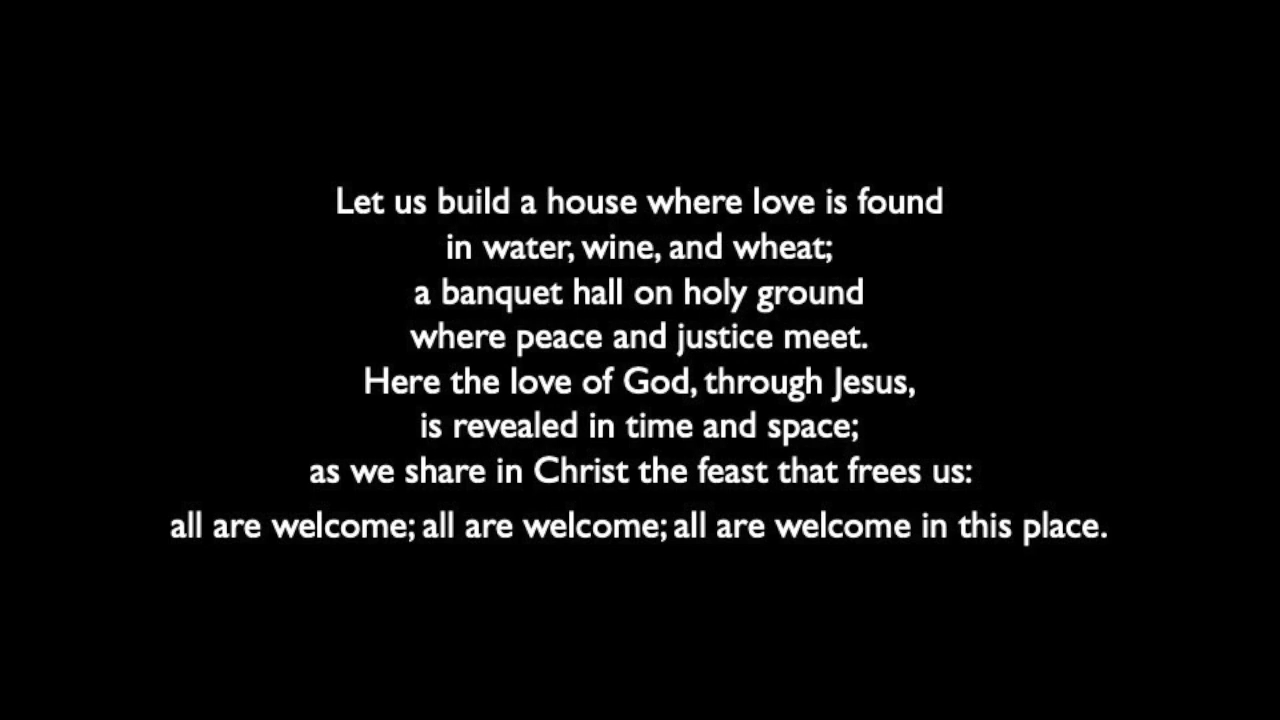 Let us build a house where love is found
in water, wine, and wheat;
a banquet hall on holy ground
where peace and justice meet.
Here the love of God, through Jesus,
is revealed in time and space;
as we share in Christ the feast that frees us:
all are welcome; all are welcome; all are welcome in this place.